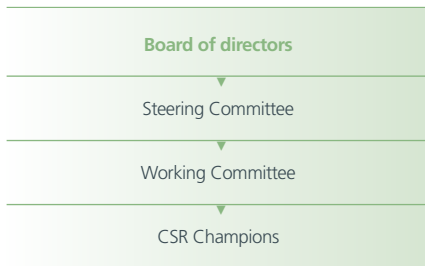 Board of directors
Steering Committee
Working Committee
CSR Champions